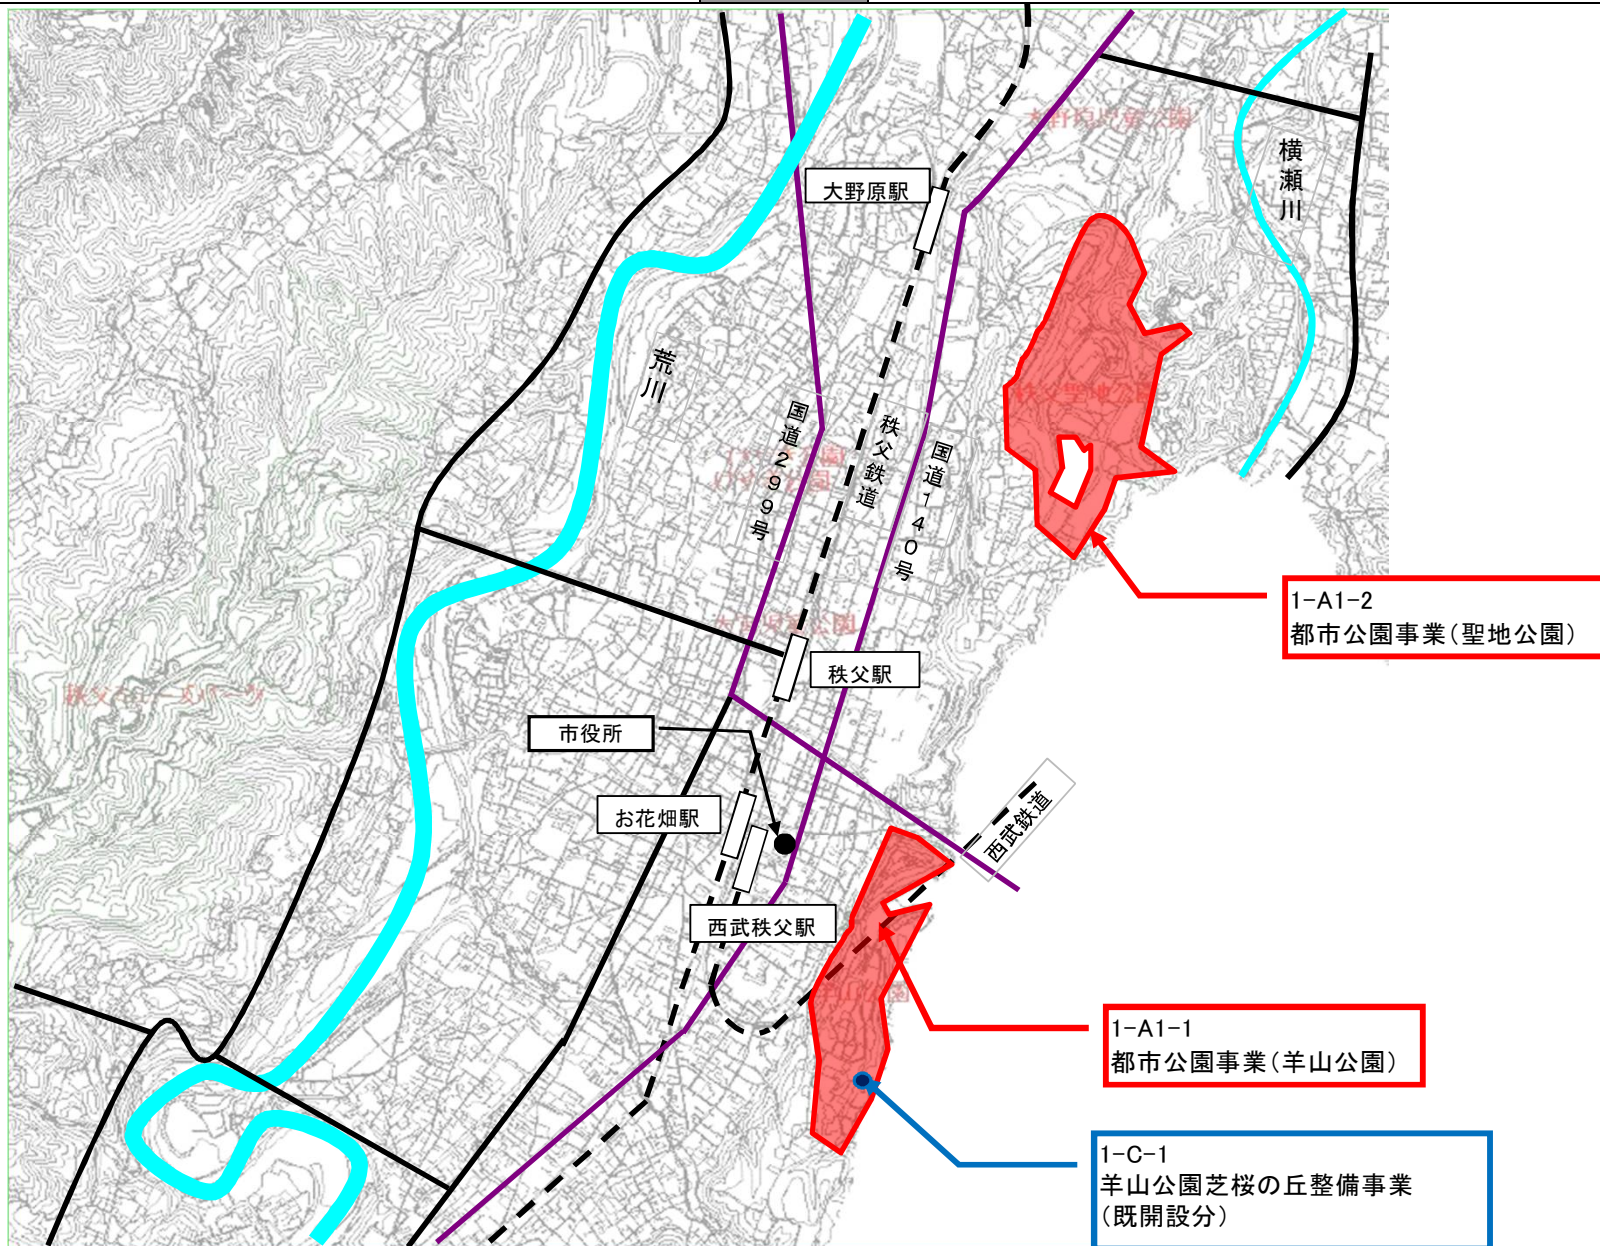 横瀬川
大野原駅
荒川
国道299号
秩父鉄道
国道140号
1-A1-2
都市公園事業(聖地公園)
秩父駅
市役所
西武鉄道
お花畑駅
西武秩父駅
1-A1-1
都市公園事業(羊山公園)
1-C-1
羊山公園芝桜の丘整備事業
(既開設分)